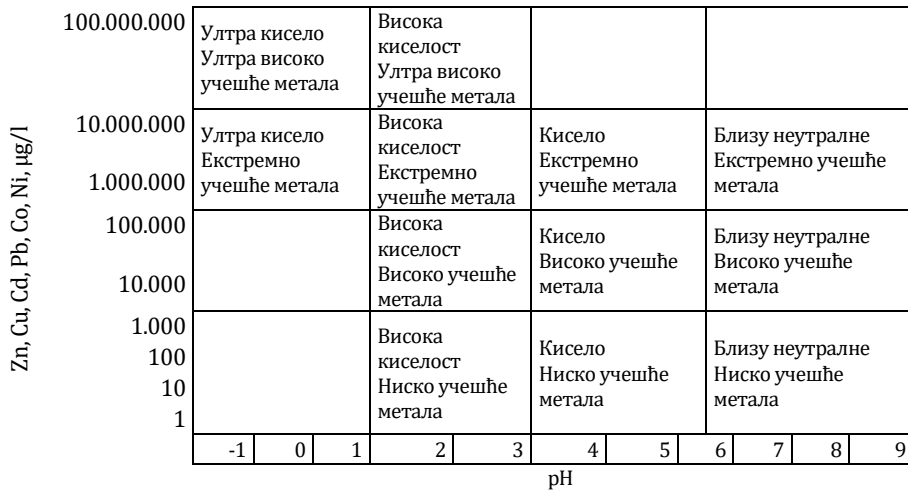 100.000.000
Ултра кисело
Ултра високо
учешће метала
Висока
киселост
Ултра високо
учешће метала
10.000.000
1.000.000
Ултра кисело
Екстремно
учешће метала
Висока
киселост
Екстремно
учешће метала
Кисело
Екстремно
учешће метала
Близу неутралне
Екстремно учешће
метала
100.000
10.000
Висока
киселост
Високо учешће
метала
Кисело
Високо учешће
метала
Близу неутралне
Високо учешће
метала
1.000
100
10
1
Висока
киселост
Ниско учешће
метала
Кисело
Ниско учешће
метала
Близу неутралне
Ниско учешће
метала
-1 0 1 2 3 4 5 6 7 8 9
pH
Zn, Cu, Cd, Pb, Co, Ni, µg/l